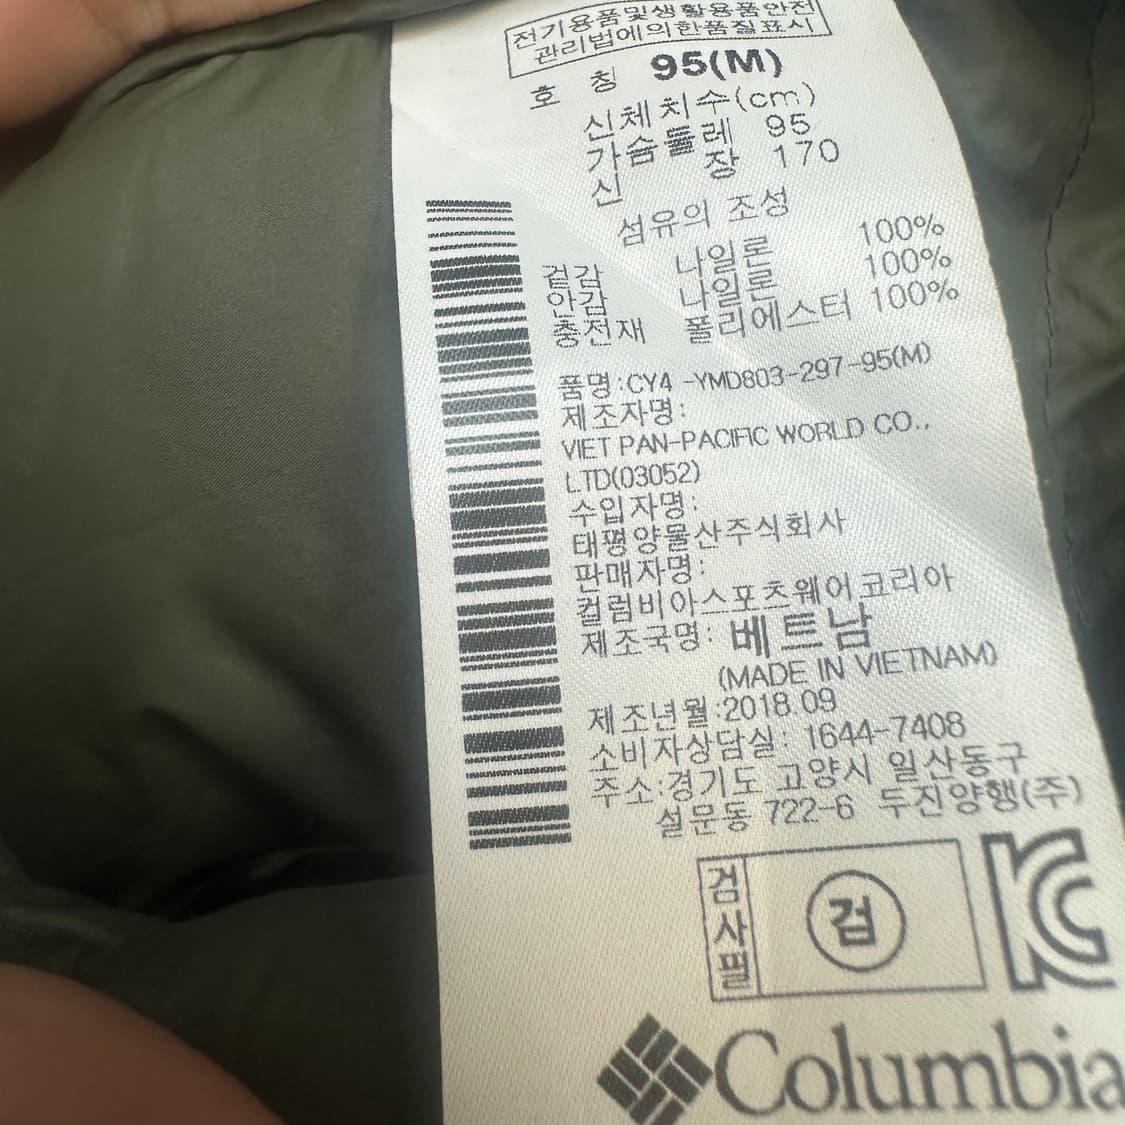 전기용품및생활용품안전
관리법에의한품질표시
호 칭 95(M)
신체치수(cm)
가슴둘레 95
신 장 170
섬유의 조성
겉감 나일론 100%
안감 나일론 100%
충전재 폴리에스터 100%
품명:CY4 -YMD803-297-95(M)
제조자명:
VIET PAN-PACIFIC WORLD CO.,
LTD(03052)
수입자명:
태평양물산주식회사
판매자명:
컬럼비아스포츠웨어코리아
제조국명: 베트남
(MADE IN VIETNAM)
제조년월:2018.09
소비자상담실: 1644-7408
주소:경기도 고양시 일산동구
설문동 722-6 두진양행(주)
검사필 검 KC
Columbia